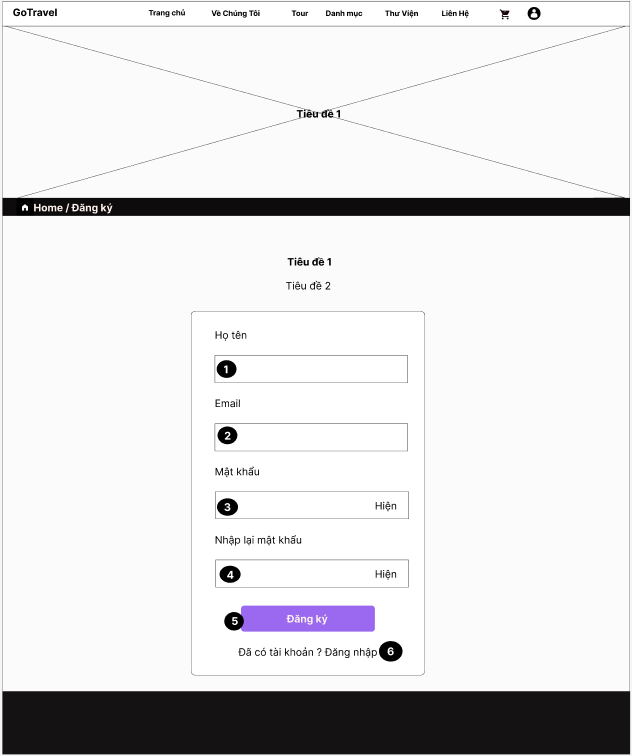 GoTravel Trang chủ Về Chúng Tôi Tour Danh mục Thư Viện Liên Hệ
Tiêu đề 1
Home / Đăng ký
Tiêu đề 1
Tiêu đề 2
Họ tên
1
Email
2
Mật khẩu
3 Hiện
Nhập lại mật khẩu
4 Hiện
5 Đăng ký
Đã có tài khoản ? Đăng nhập 6